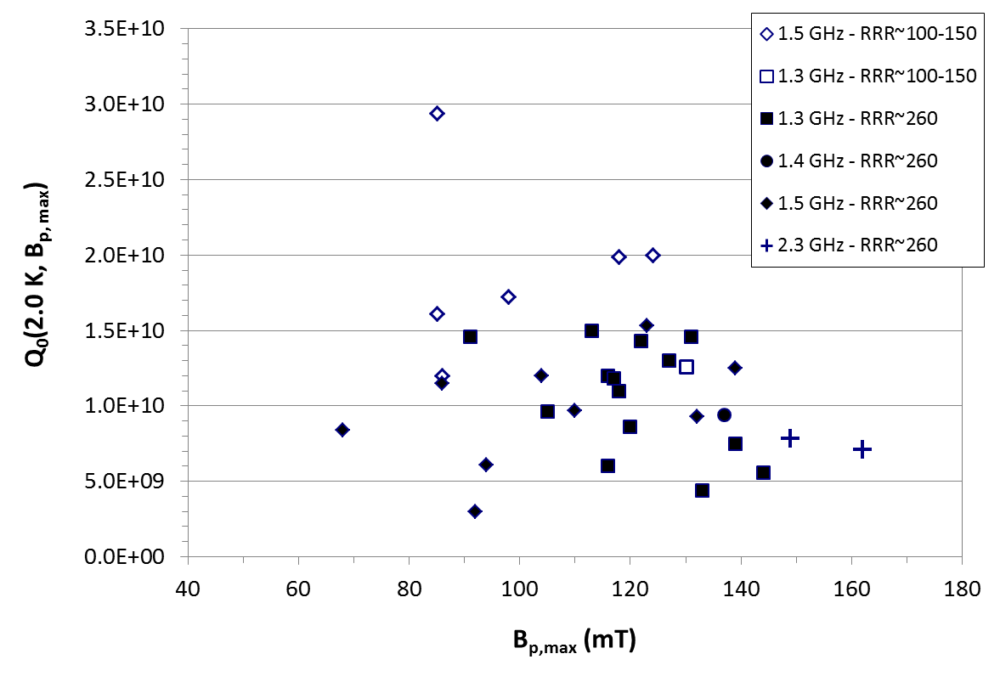 1.5 GHz - RRR~100-150
1.3 GHz - RRR~100-150
1.3 GHz - RRR~260
1.4 GHz - RRR~260
1.5 GHz - RRR~260
2.3 GHz - RRR~260
Q0(2.0 K, Bp,max)
3.5E+10
3.0E+10
2.5E+10
2.0E+10
1.5E+10
1.0E+10
5.0E+09
0.0E+00
40 60 80 100 120 140 160 180
Bp,max (mT)